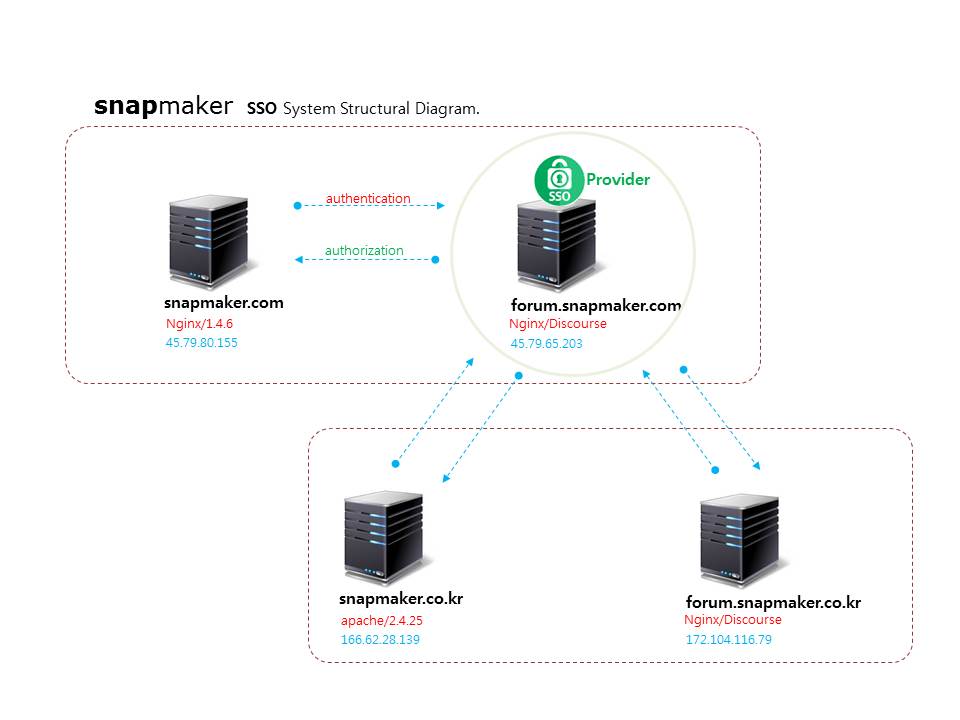 snapmaker SSO System Structural Diagram.
SSO
Provider
authentication
authorization
snapmaker.com
Nginx/1.4.6
45.79.80.155
forum.snapmaker.com
Nginx/Discourse
45.79.65.203
snapmaker.co.kr
apache/2.4.25
166.62.28.139
forum.snapmaker.co.kr
Nginx/Discourse
172.104.116.79